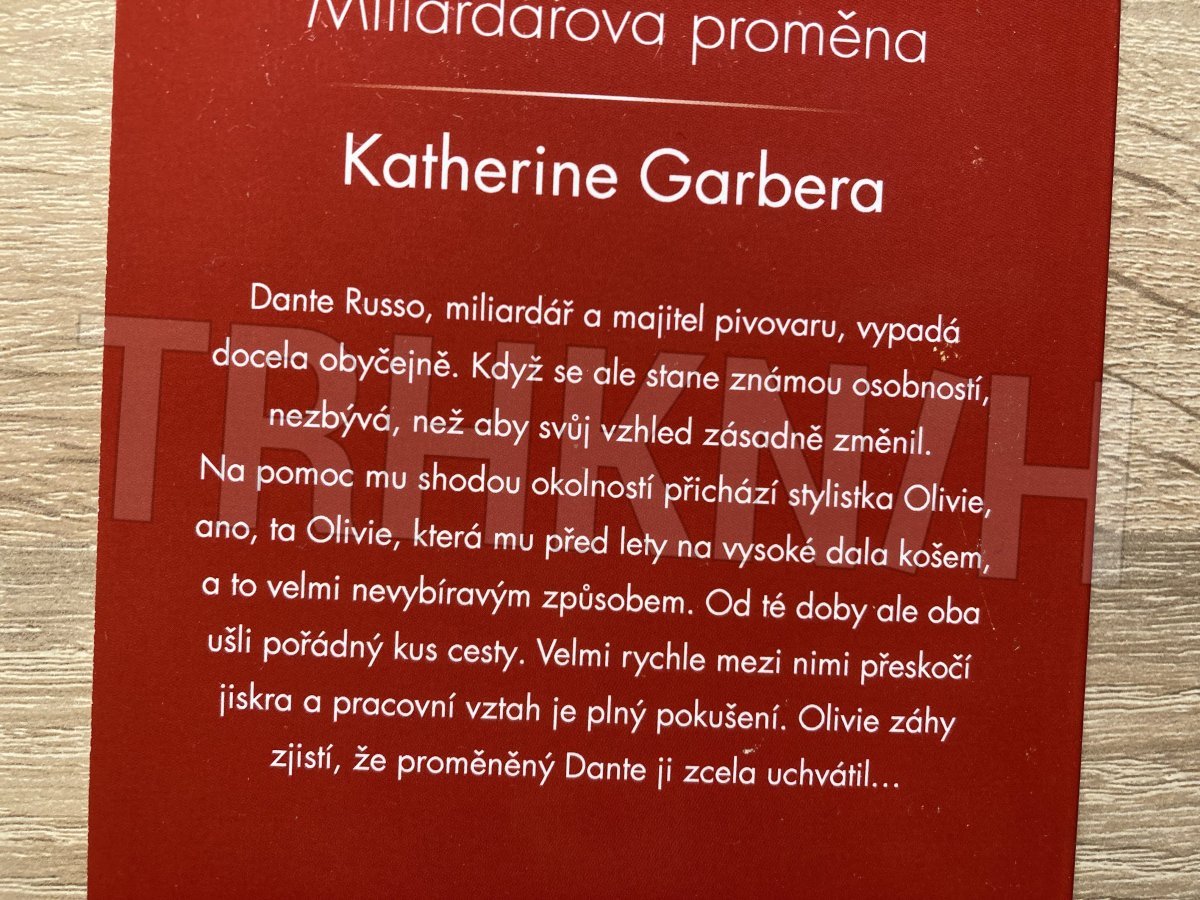 Miliardářova proměna
Katherine Garbera
Dante Russo, miliardář a majitel pivovaru, vypadá
docela obyčejně. Když se ale stane známou osobností,
nezbývá, než aby svůj vzhled zásadně změnil.
Na pomoc mu shodou okolností přichází stylistka Olivie,
ano, ta Olivie, která mu před lety na vysoké dala košem,
a to velmi nevybíravým způsobem. Od té doby ale oba
ušli pořádný kus cesty. Velmi rychle mezi nimi přeskočí
jiskra a pracovní vztah je plný pokušení. Olivie záhy
zjistí, že proměněný Dante ji zcela uchvátil...
TRHKNIH